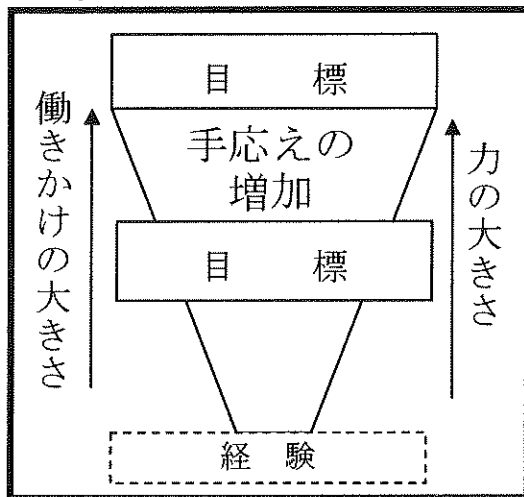 目標
手応えの
増加
目標
経験
働きかけの大きさ
力の大きさ